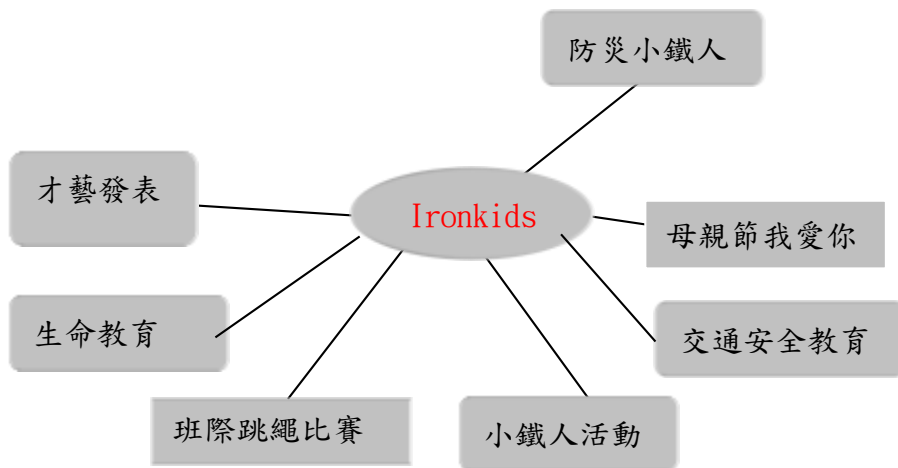 防災小鐵人
才藝發表
Ironkids
母親節我愛你
生命教育
交通安全教育
班際跳繩比賽
小鐵人活動